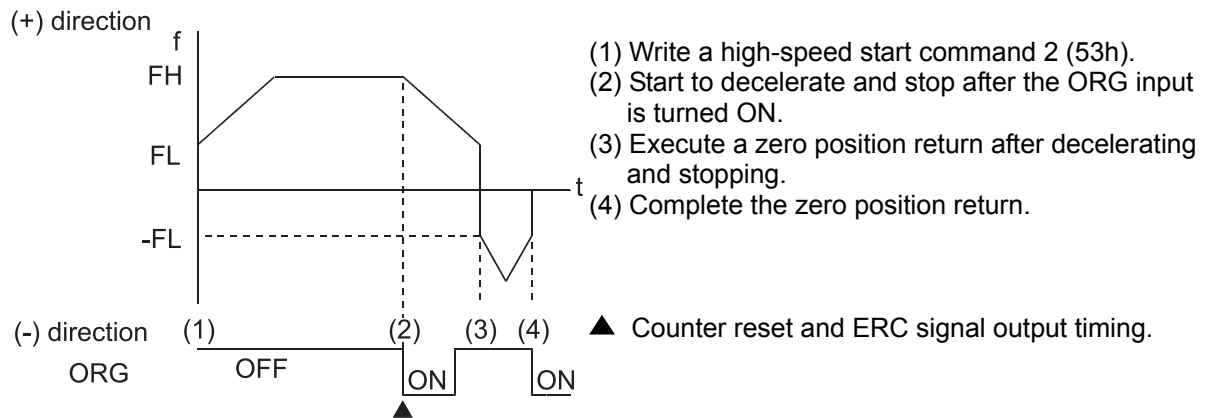 (+) direction
f
FH
FL
t
-FL
(-) direction
(1)
(2)
(3)
(4)
ORG
OFF
ON
ON
(1) Write a high-speed start command 2 (53h).
(2) Start to decelerate and stop after the ORG input
is turned ON.
(3) Execute a zero position return after decelerating
and stopping.
(4) Complete the zero position return.
▲ Counter reset and ERC signal output timing.